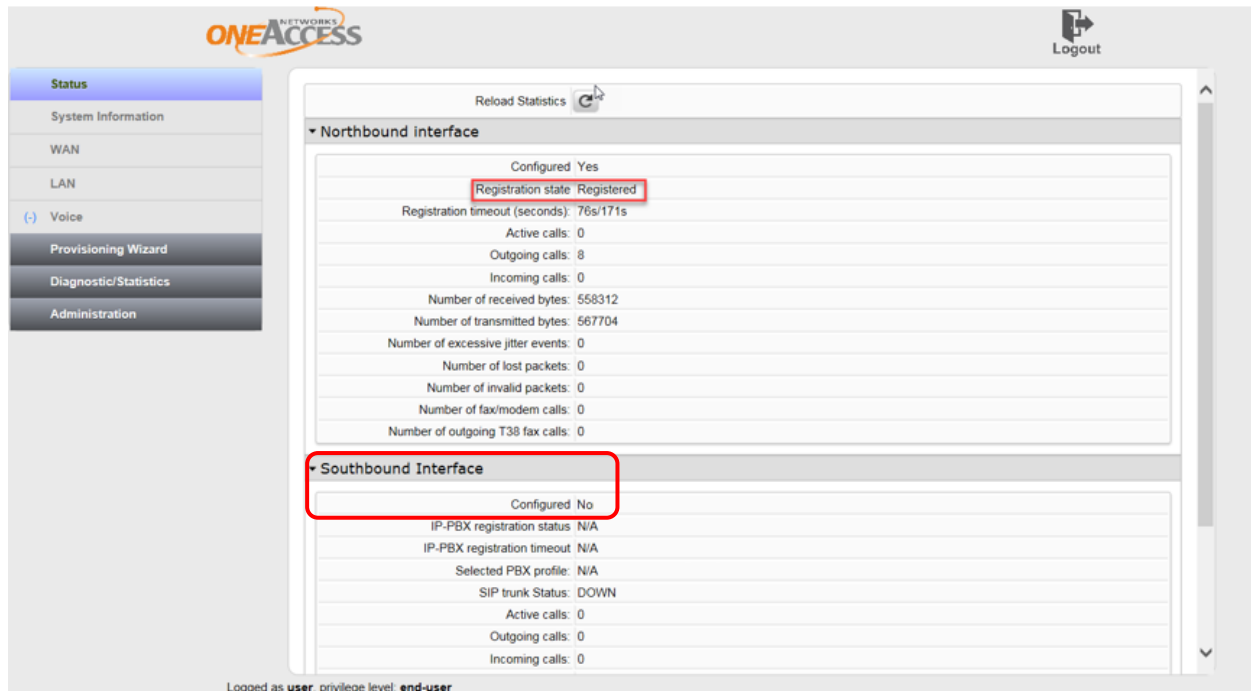 NETWORKS
ONEACCESS
Logout
Status
System Information
WAN
LAN
(-) Voice
Provisioning Wizard
Diagnostic/Statistics
Administration
Reload Statistics
Northbound interface
Configured Yes
Registration state Registered
Registration timeout (seconds): 76s/171s
Active calls: 0
Outgoing calls: 8
Incoming calls: 0
Number of received bytes: 558312
Number of transmitted bytes: 567704
Number of excessive jitter events: 0
Number of lost packets: 0
Number of invalid packets: 0
Number of fax/modem calls: 0
Number of outgoing T38 fax calls: 0
Southbound Interface
Configured No
IP-PBX registration status N/A
IP-PBX registration timeout N/A
Selected PBX profile: N/A
SIP trunk Status: DOWN
Active calls: 0
Outgoing calls: 0
Incoming calls: 0
Logged as user, privilege level: end-user